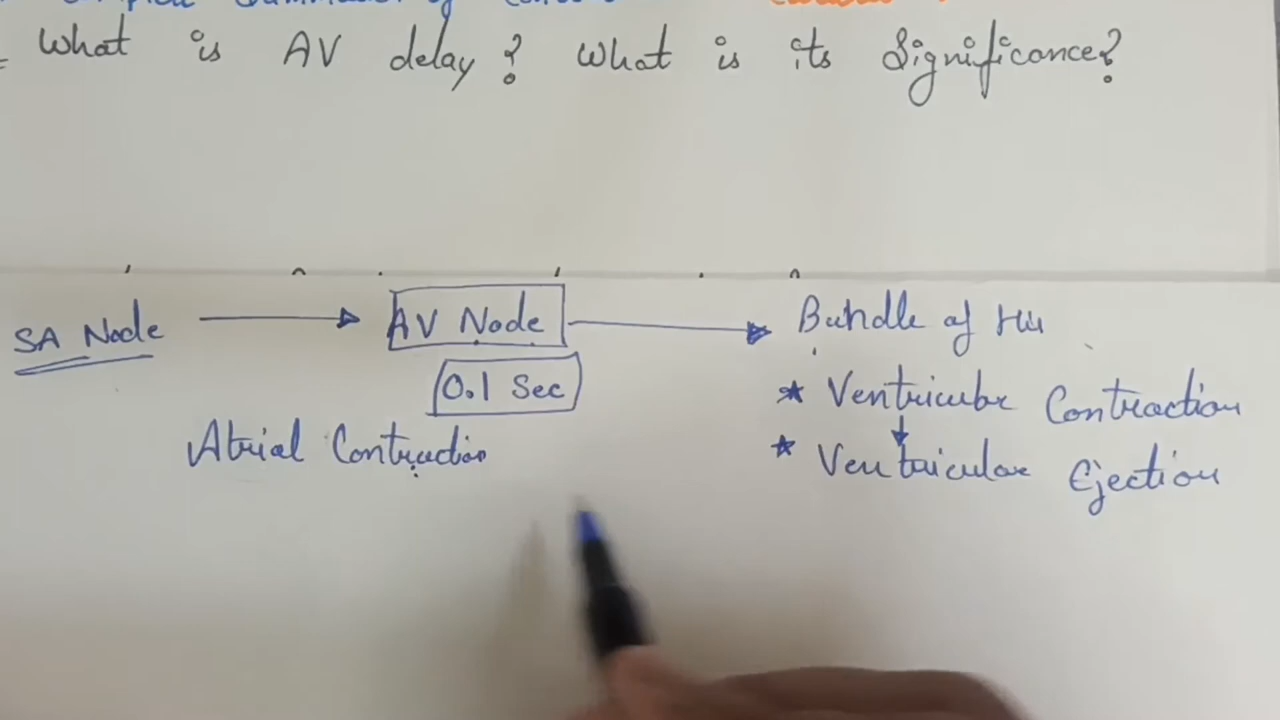 What is AV delay? What is its Significance?
SA Node AV Node Bundle of His
0.1 Sec
* Ventricular Contraction
Atrial Contraction
* Ventricular Ejection